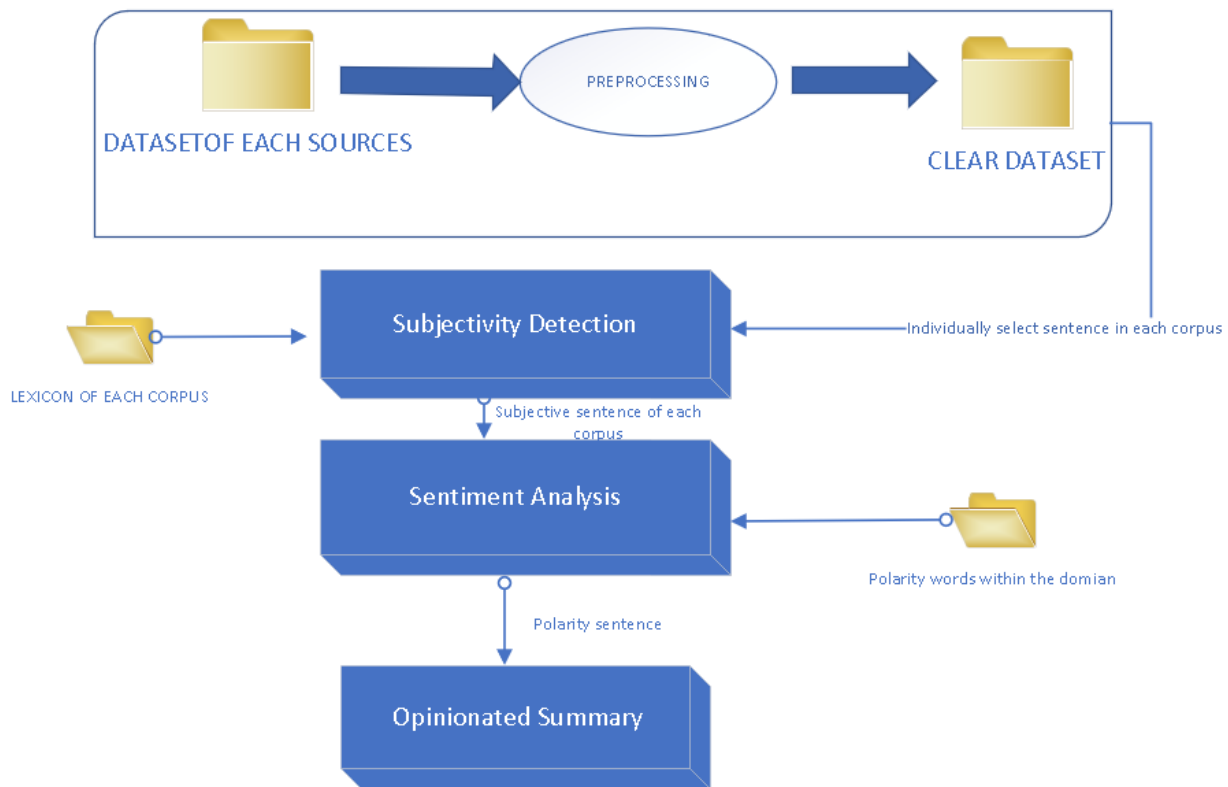 PREPROCESSING
DATASETOF EACH SOURCES
CLEAR DATASET
Subjectivity Detection
Individually select sentence in each corpus
LEXICON OF EACH CORPUS
Subjective sentence of each
corpus
Sentiment Analysis
Polarity words within the domian
Polarity sentence
Opinionated Summary